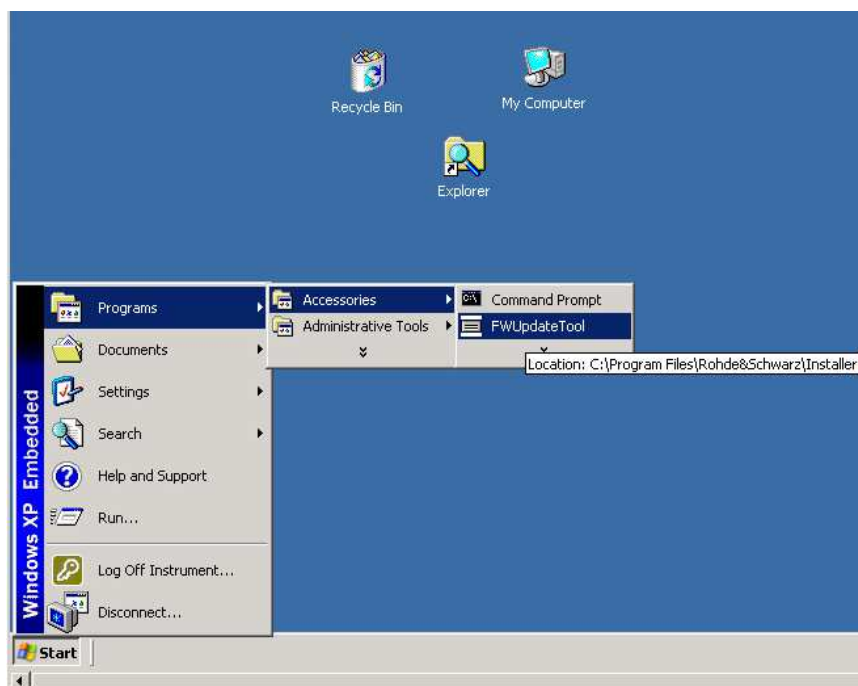 Recycle Bin
My Computer
Explorer
Programs
Accessories
Command Prompt
Administrative Tools
FWUpdateTool
Location: C:\Program Files\Rohde&Schwarz\Installer
Documents
Settings
Search
Help and Support
Run...
Log Off Instrument...
Disconnect...
Windows XP Embedded
Start